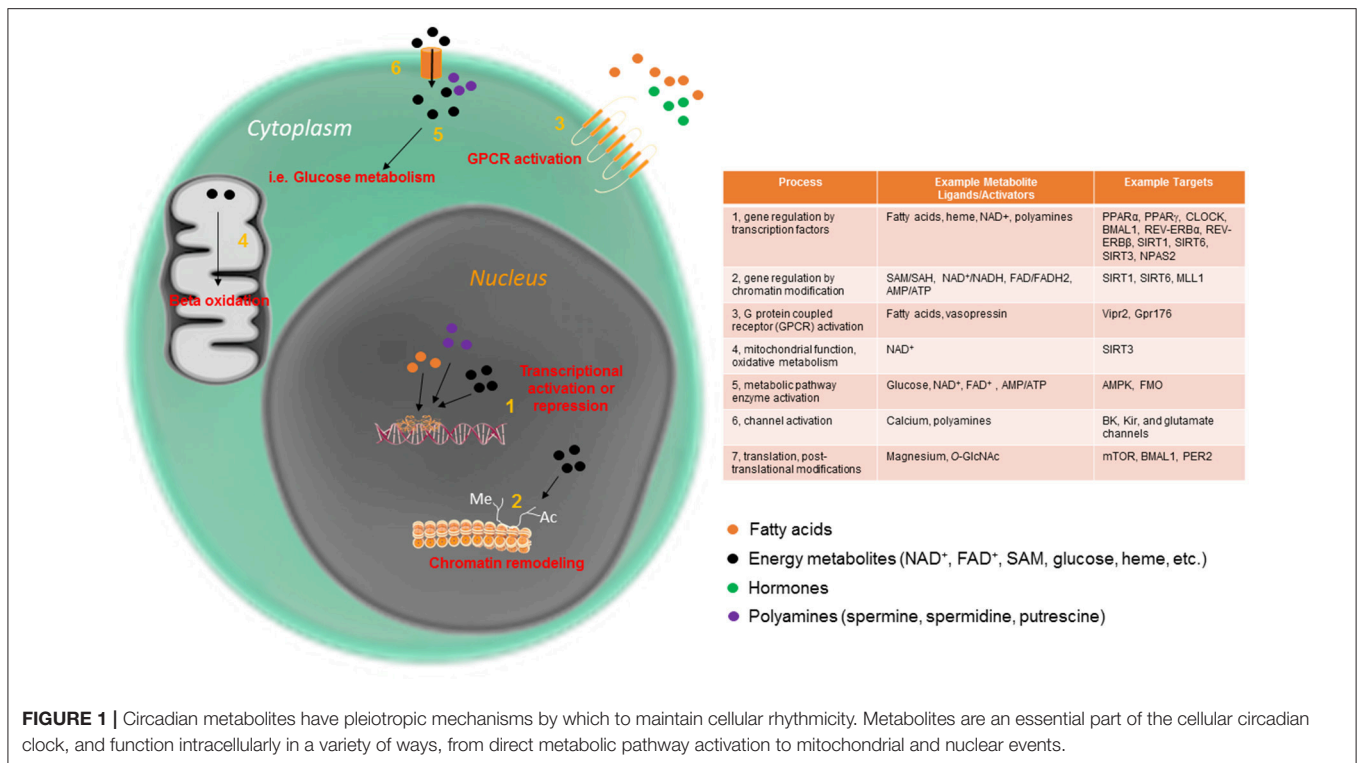 6
Cytoplasm
5
3
GPCR activation
i.e. Glucose metabolism
4
Beta oxidation
Nucleus
Transcriptional
activation or
repression
1
Me
2
Ac
Chromatin remodeling
Process
Example Metabolite
Ligands/Activators
Example Targets
1, gene regulation by
transcription factors
Fatty acids, heme, NAD+, polyamines
PPARα, PPARγ, CLOCK,
BMAL1, REV-ERBα, REV-
ERBβ, SIRT1, SIRT6,
SIRT3, NPAS2
2, gene regulation by
chromatin modification
SAM/SAH, NAD⁺/NADH, FAD/FADH2,
AMP/ATP
SIRT1, SIRT6, MLL1
3, G protein coupled
receptor (GPCR) activation
Fatty acids, vasopressin
Vipr2, Gpr176
4, mitochondrial function,
oxidative metabolism
NAD⁺
SIRT3
5, metabolic pathway
enzyme activation
Glucose, NAD⁺, FAD⁺ , AMP/ATP
AMPK, FMO
6, channel activation
Calcium, polyamines
BK, Kir, and glutamate
channels
7, translation, post-
translational modifications
Magnesium, O-GlcNAc
mTOR, BMAL1, PER2
Fatty acids
Energy metabolites (NAD⁺, FAD⁺, SAM, glucose, heme, etc.)
Hormones
Polyamines (spermine, spermidine, putrescine)
FIGURE 1 | Circadian metabolites have pleiotropic mechanisms by which to maintain cellular rhythmicity. Metabolites are an essential part of the cellular circadian
clock, and function intracellularly in a variety of ways, from direct metabolic pathway activation to mitochondrial and nuclear events.